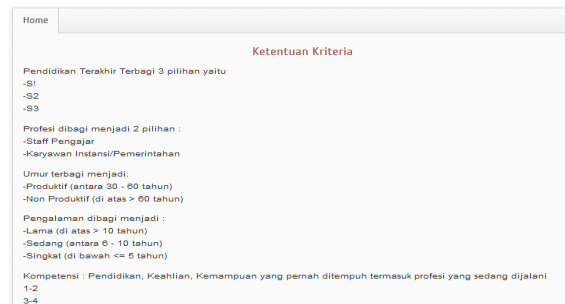 Home
Ketentuan Kriteria
Pendidikan Terakhir Terbagi 3 pilihan yaitu
-S!
-S2
-S3
Profesi dibagi menjadi 2 pilihan :
-Staff Pengajar
-Karyawan Instansi/Pemerintahan
Umur terbagi menjadi:
-Produktif (antara 30 - 60 tahun)
-Non Produktif (di atas > 60 tahun)
Pengalaman dibagi menjadi :
-Lama (di atas > 10 tahun)
-Sedang (antara 6 - 10 tahun)
-Singkat (di bawah <= 5 tahun)
Kompetensi : Pendidikan, Keahlian, Kemampuan yang pernah ditempuh termasuk profesi yang sedang dijalani
1-2
3-4